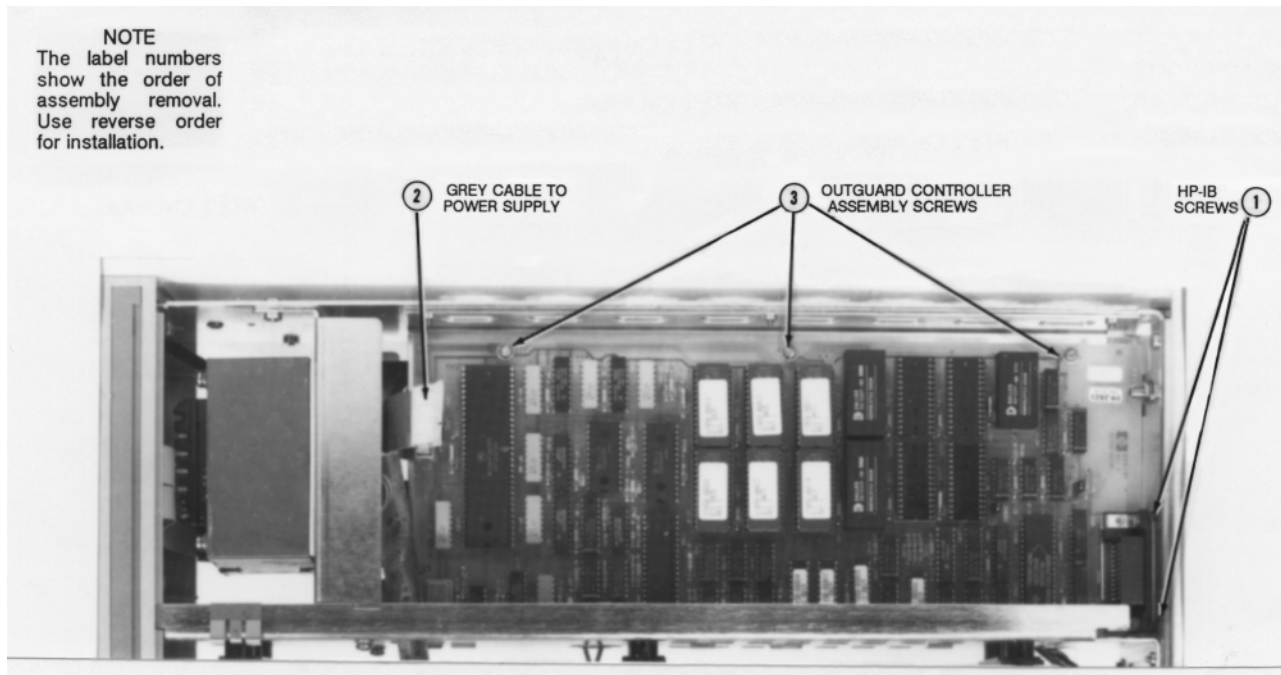 NOTE
The label numbers
show the order of
assembly removal.
Use reverse order
for installation.
2 GREY CABLE TO
POWER SUPPLY
3 OUTGUARD CONTROLLER
ASSEMBLY SCREWS
HP-IB
SCREWS 1